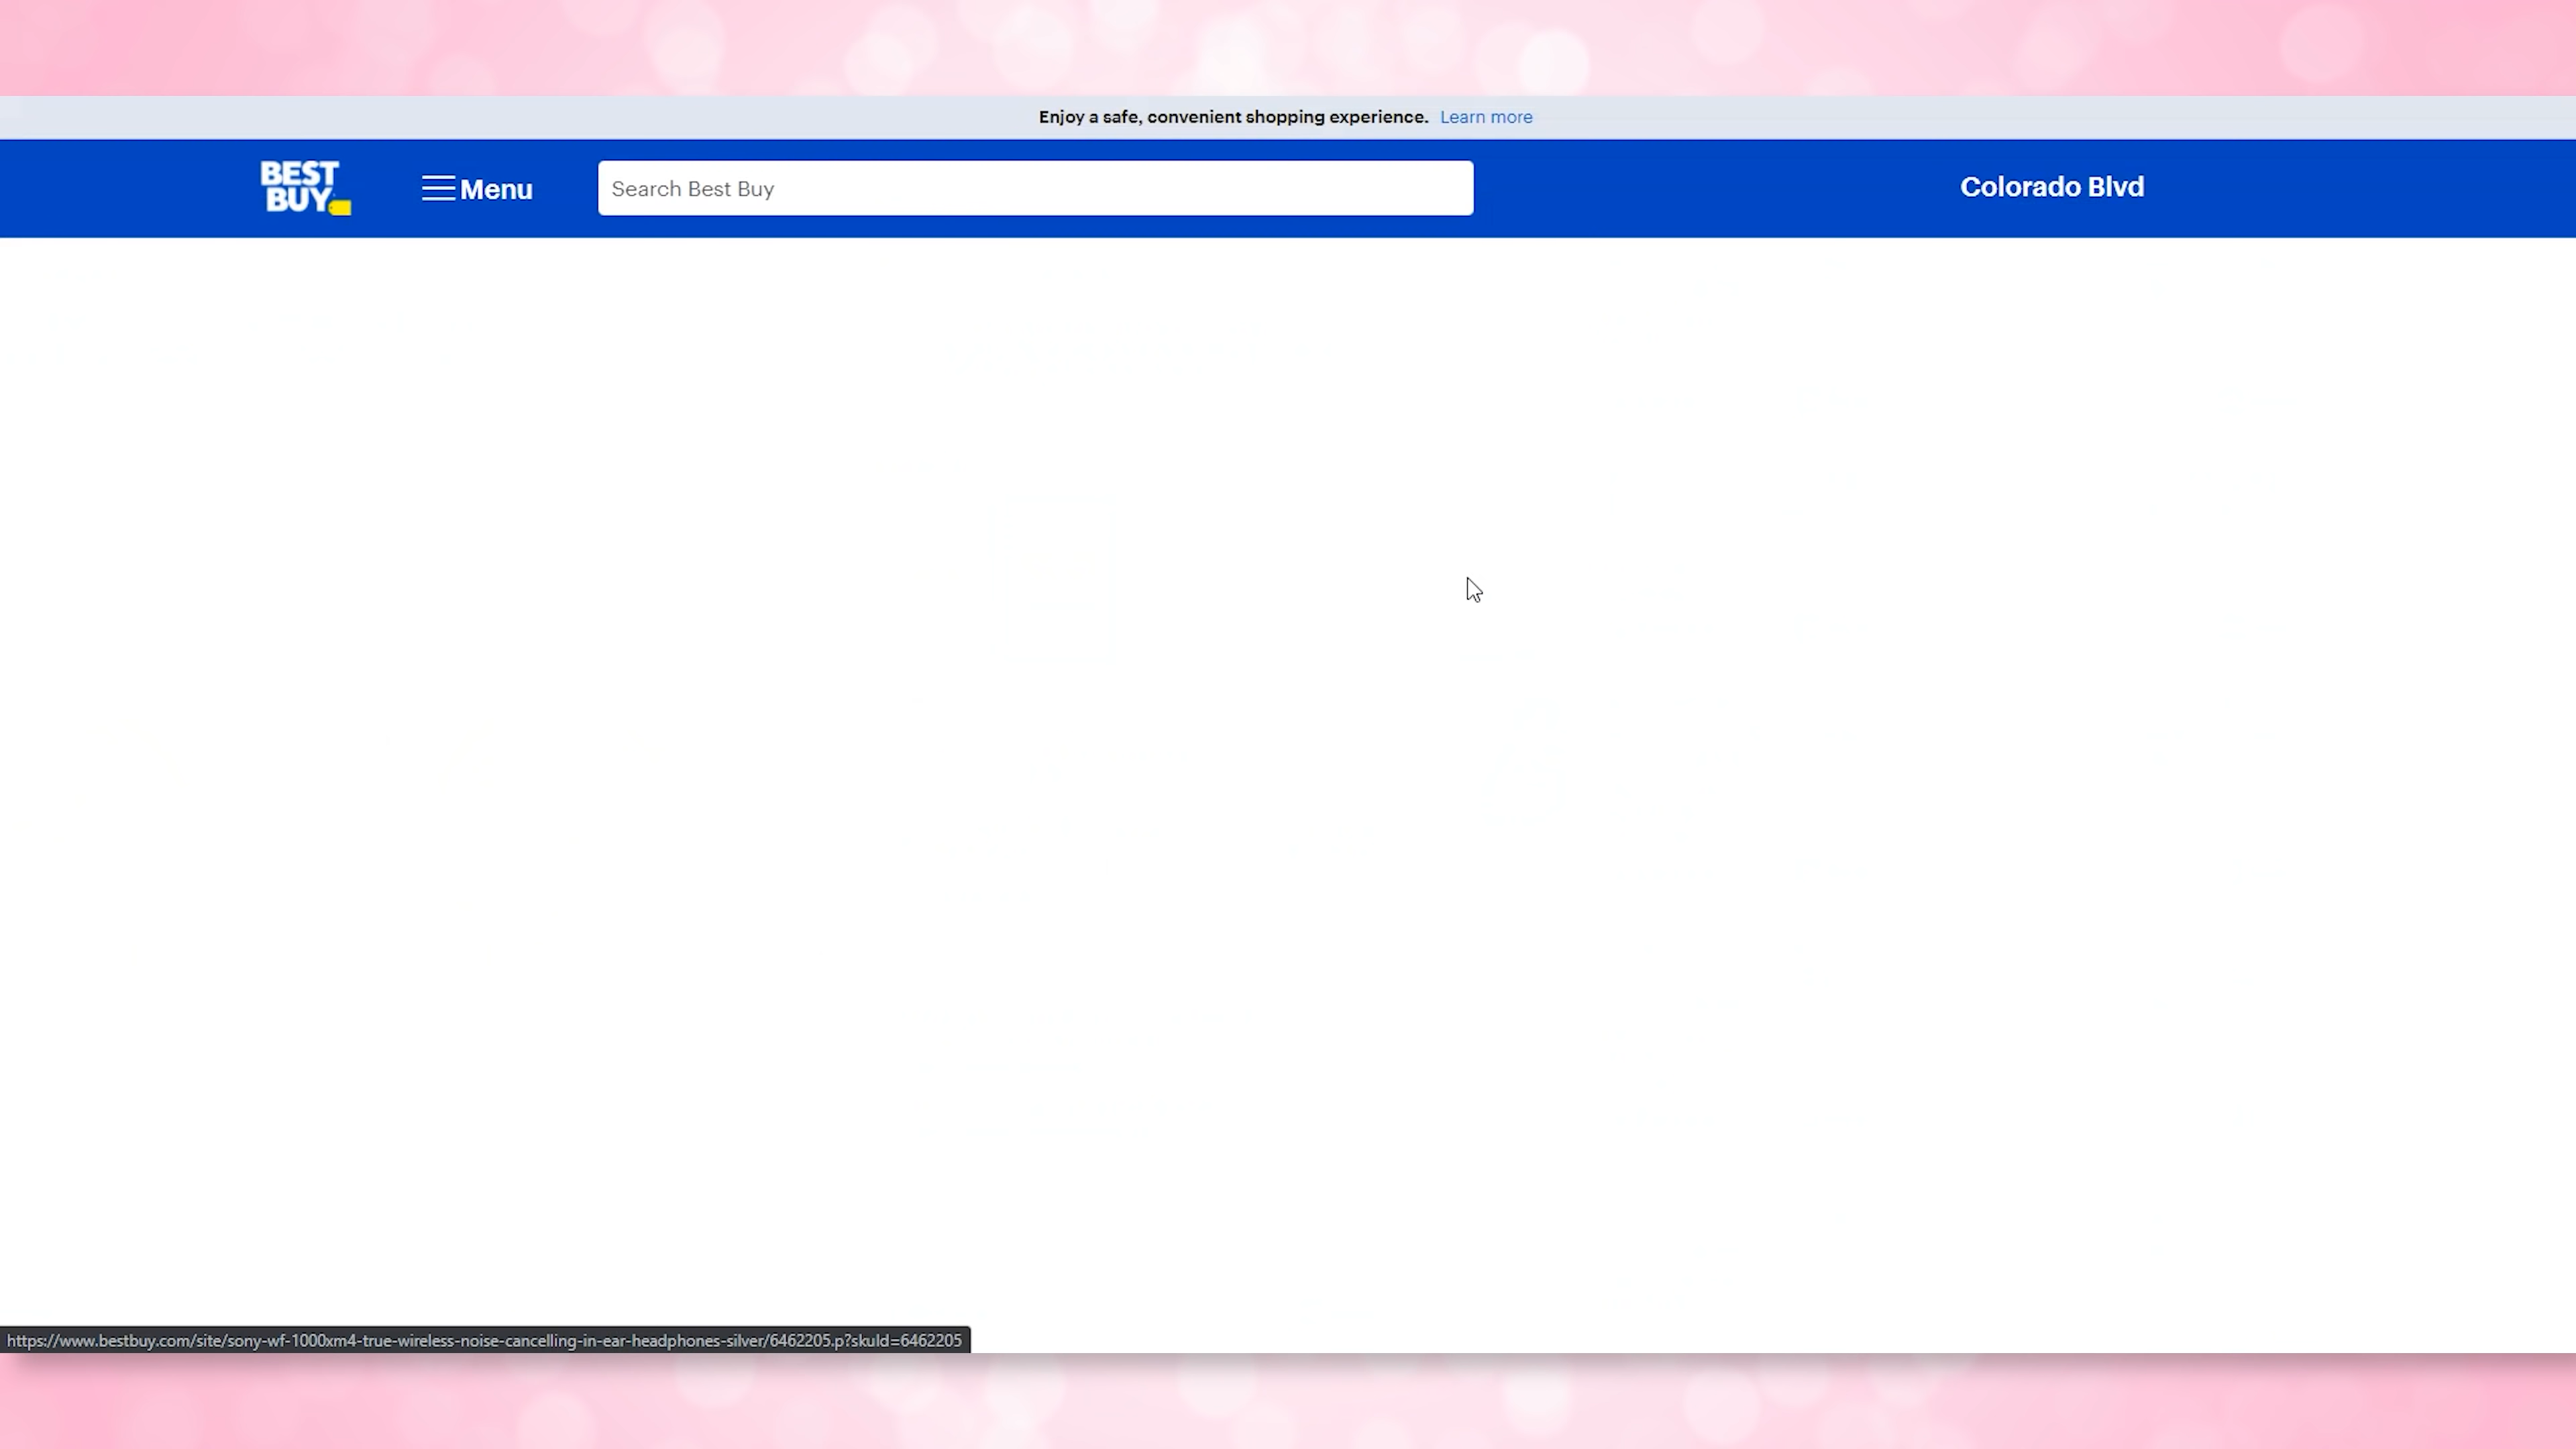 Enjoy a safe, convenient shopping experience. Learn more
BEST
BUY
Menu
Search Best Buy
Colorado Blvd
https://www.bestbuy.com/site/sony-wf-1000xm4-true-wireless-noise-cancelling-in-ear-headphones-silver/6462205.p?skuId=6462205